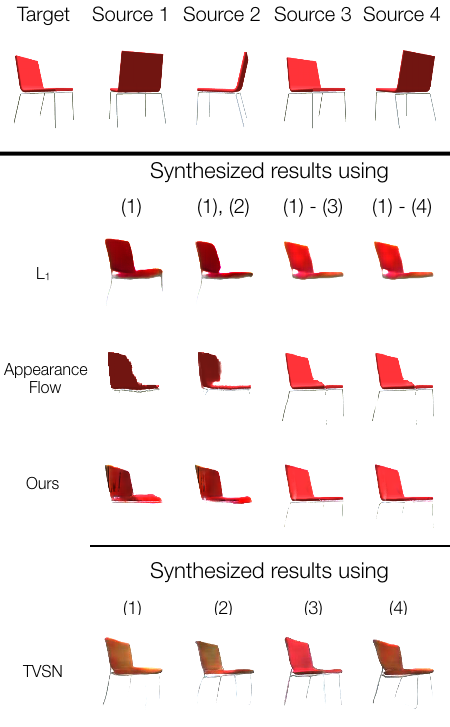 Target Source 1 Source 2 Source 3 Source 4
Synthesized results using
(1) (1), (2) (1) - (3) (1) - (4)
L₁
Appearance
Flow
Ours
Synthesized results using
(1) (2) (3) (4)
TVSN